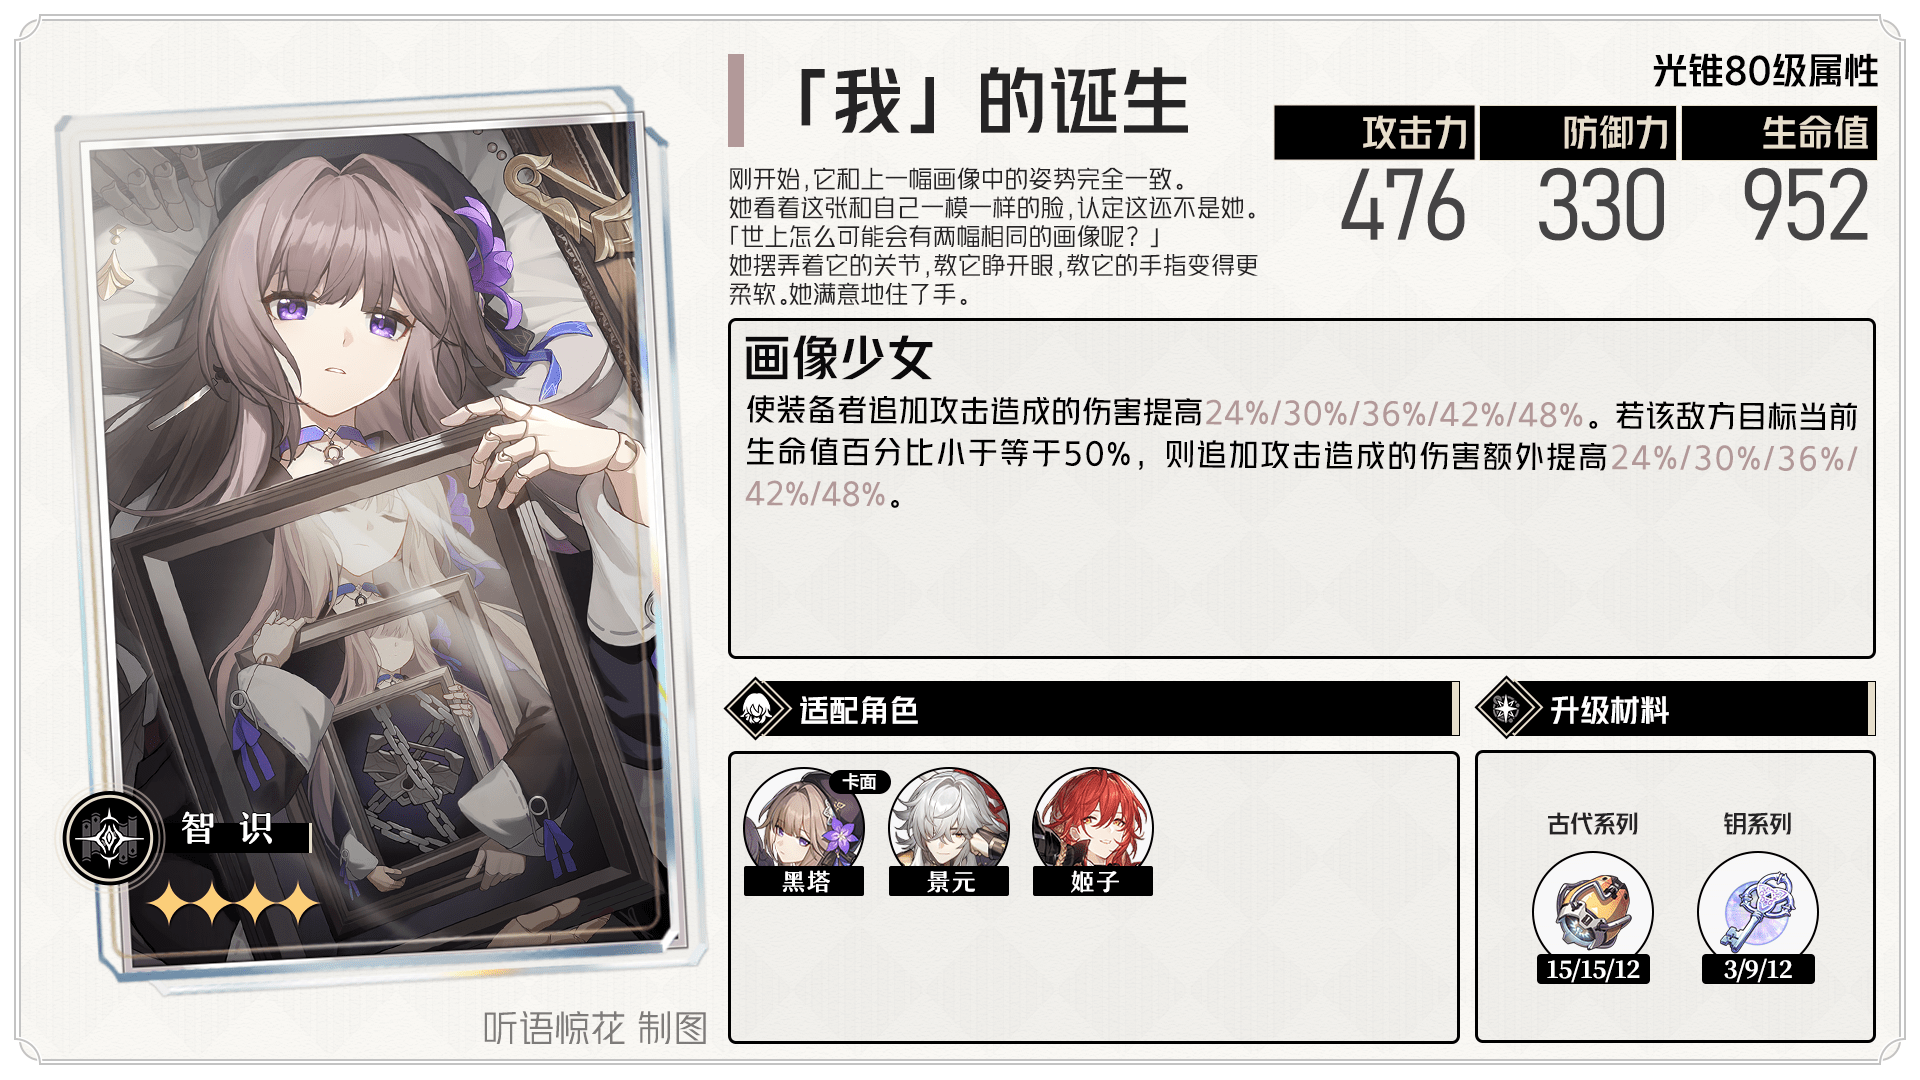 「我」的诞生
刚开始,它和上一幅画像中的姿势完全一致。
她看着这张和自己一模一样的脸,认定这还不是她。
「世上怎么可能会有两幅相同的画像呢？」
她摆弄着它的关节,教它睁开眼,教它的手指变得更
柔软。她满意地住了手。
光锥80级属性
攻击力 防御力 生命值
476 330 952
画像少女
使装备者追加攻击造成的伤害提高24%/30%/36%/42%/48%。若该敌方目标当前
生命值百分比小于等于50%，则追加攻击造成的伤害额外提高24%/30%/36%/
42%/48%。
适配角色
卡面
黑塔 景元 姬子
升级材料
古代系列 钥系列
15/15/12 3/9/12
智 识
听语惊花 制图